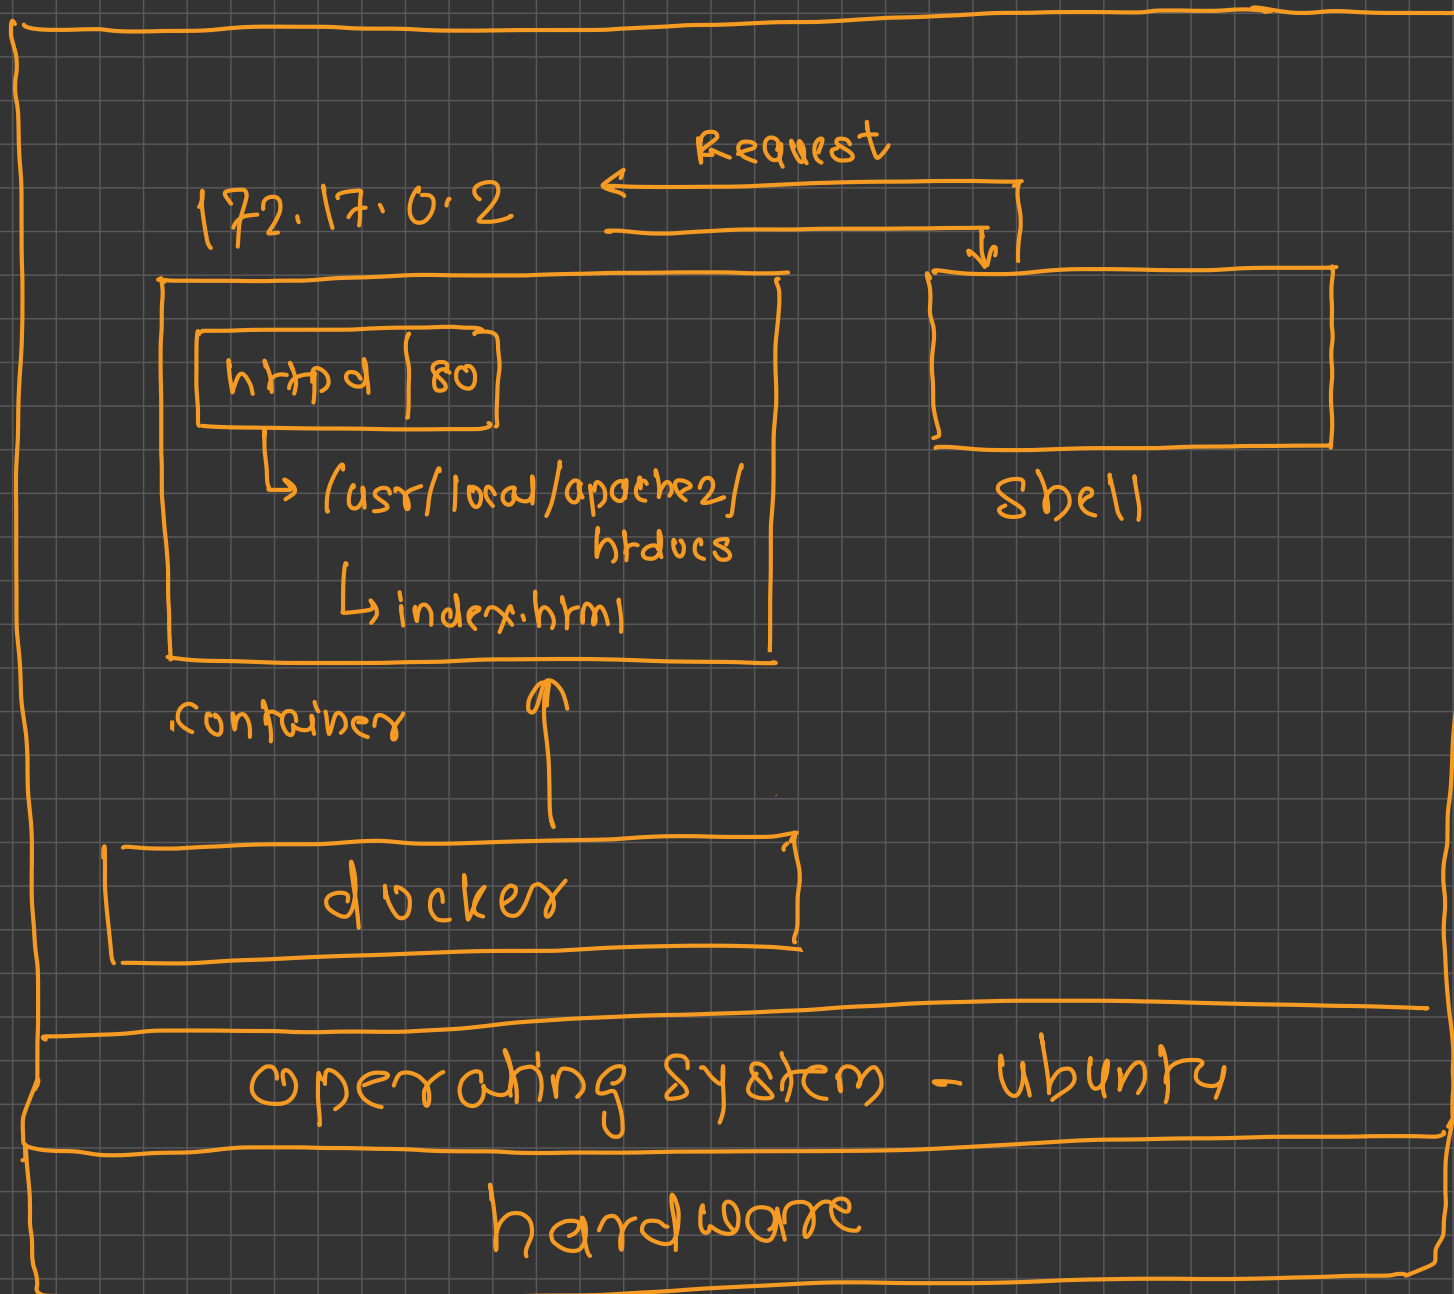 Request
172.17.0.2
httpd 80
/usr/local/apache2/
htdocs
index.html
shell
container
docker
operating system - ubuntu
hardware